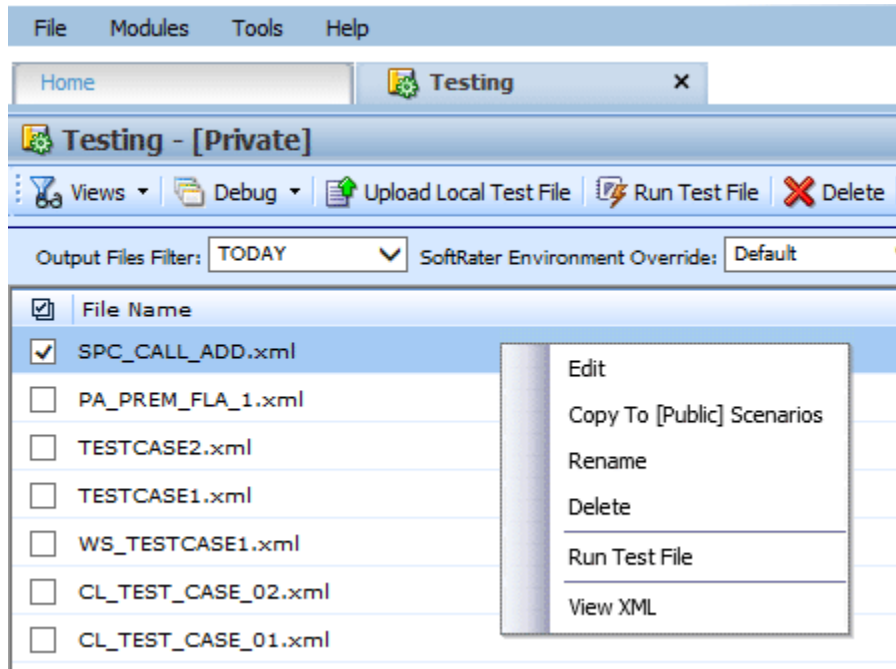 File Modules Tools Help
Home Testing
Testing - [Private]
Views Debug Upload Local Test File Run Test File Delete
Output Files Filter: TODAY SoftRater Environment Override: Default
File Name
SPC_CALL_ADD.xml
PA_PREM_FLA_1.xml
TESTCASE2.xml
TESTCASE1.xml
WS_TESTCASE1.xml
CL_TEST_CASE_02.xml
CL_TEST_CASE_01.xml
Edit
Copy To [Public] Scenarios
Rename
Delete
Run Test File
View XML